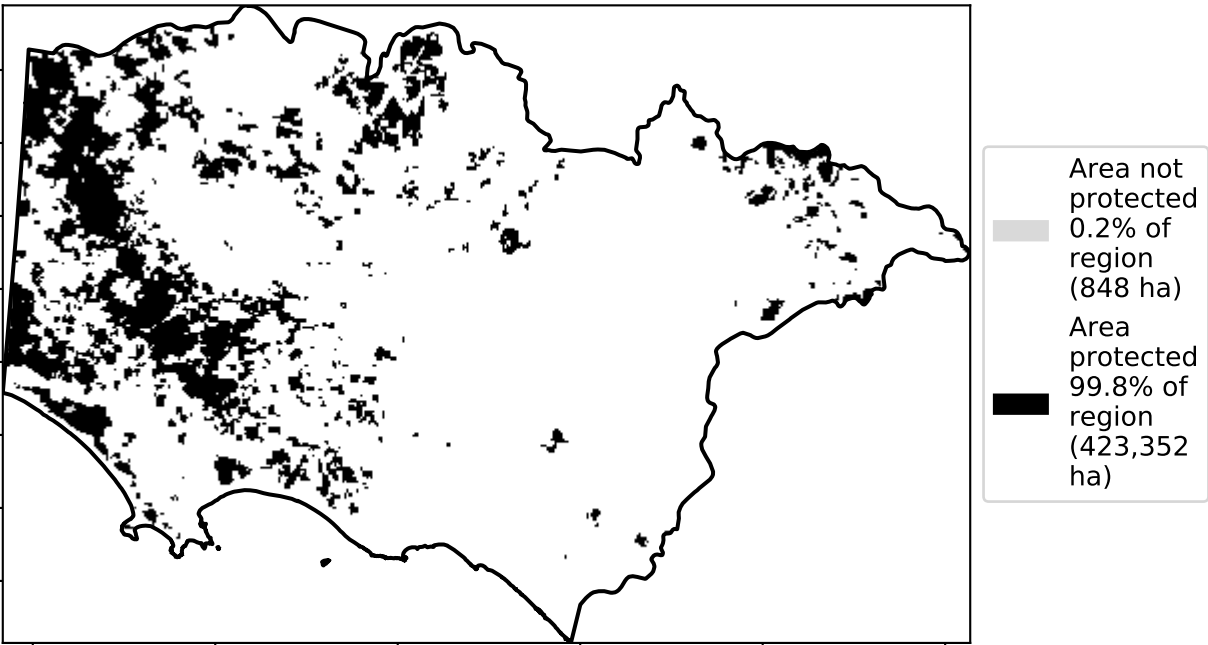 Area not
protected
0.2% of
region
(848 ha)
Area
protected
99.8% of
region
(423,352
ha)